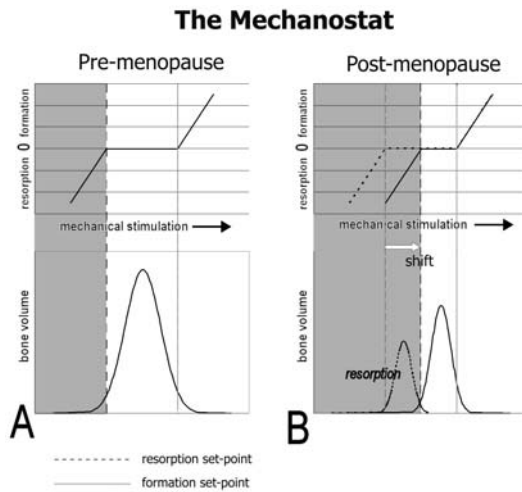 The Mechanostat
Pre-menopause
resorption 0 formation
mechanical stimulation
bone volume
A
Post-menopause
resorption 0 formation
mechanical stimulation
shift
bone volume
resorption
B
resorption set-point
formation set-point